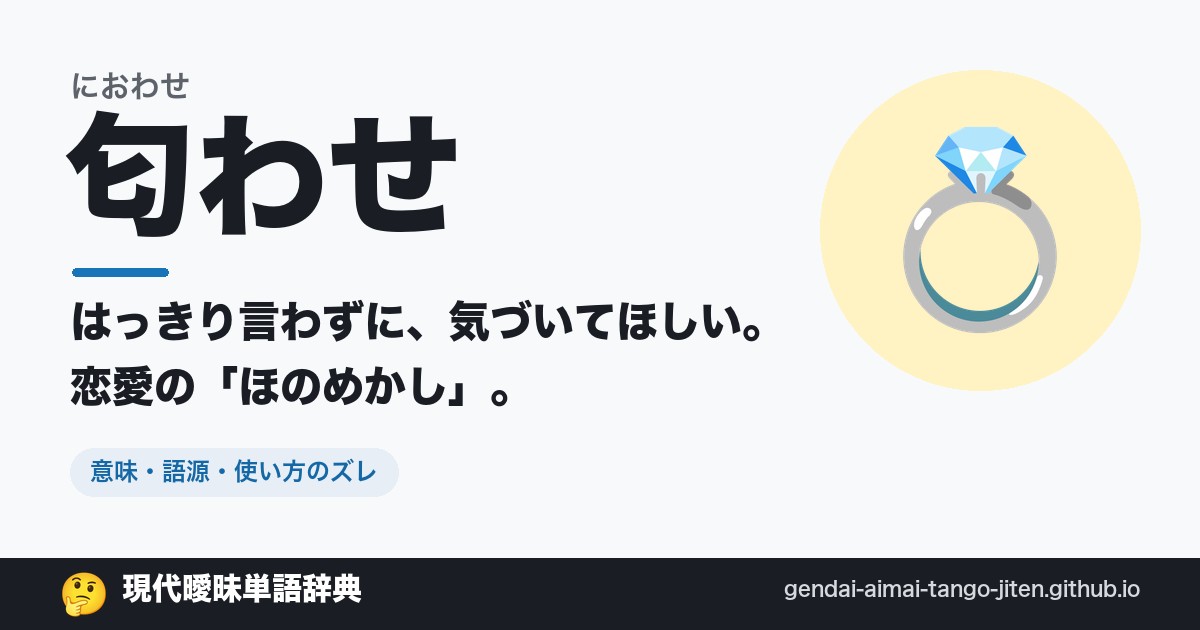 におわせ
匂わせ
はっきり言わずに、気づいてほしい。
恋愛の「ほのめかし」。
意味・語源・使い方のズレ
現代曖昧単語辞典
gendai-aimai-tango-jiten.github.io